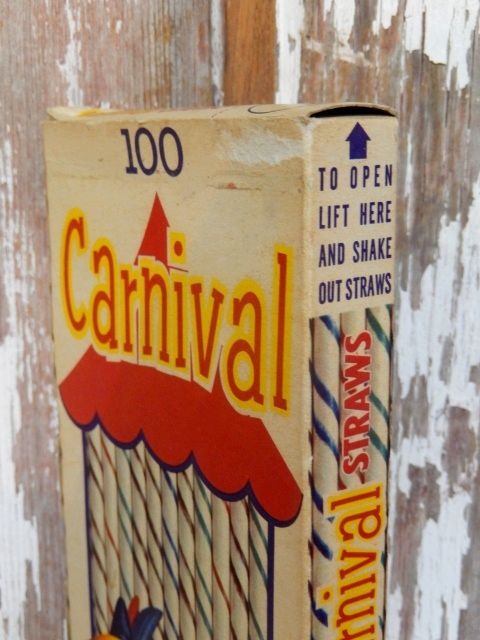 100
Carnival
TO OPEN
LIFT HERE
AND SHAKE
OUT STRAWS
STRAWS
rnival